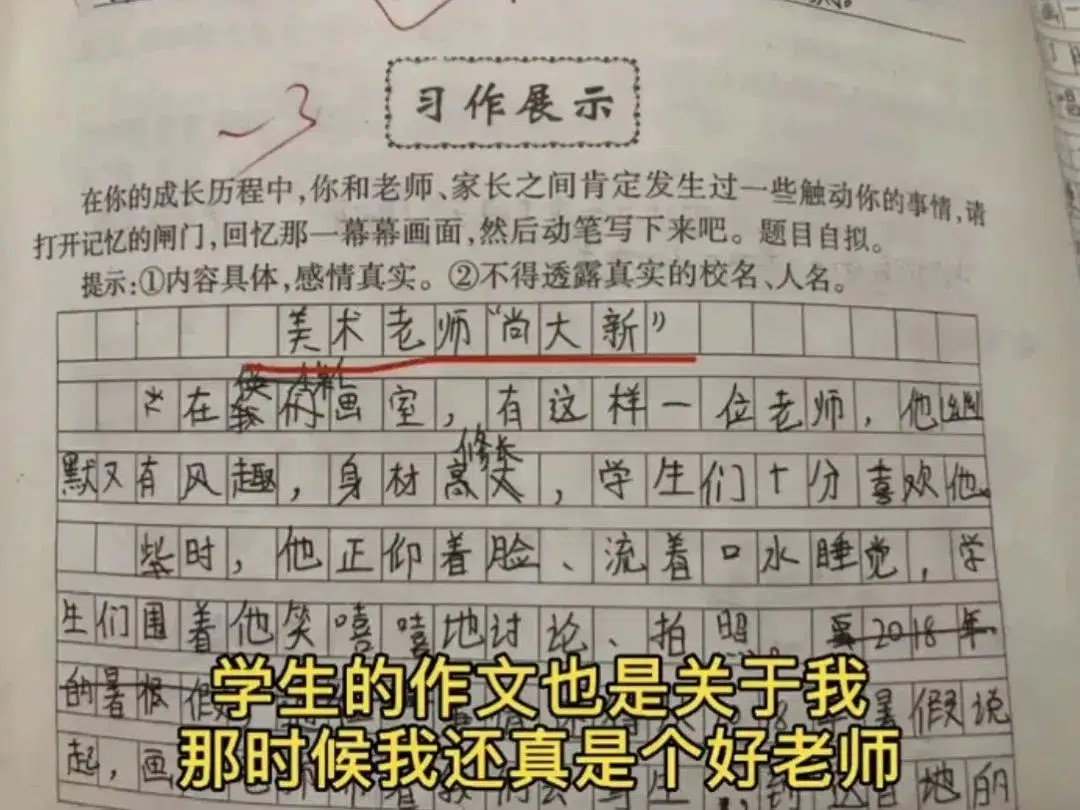 习作展示
在你的成长历程中,你和老师、家长之间肯定发生过一些触动你的事情,请
打开记忆的闸门,回忆那一幕幕画面,然后动笔写下来吧。题目自拟。
提示:①内容具体,感情真实。②不得透露真实的校名、人名。
美术老师“尚大新”
在 们画室，有这样一位老师，他幽
修长
默又有风趣，身材高大，学生们十分喜欢他。
此时，他正仰着脸、流着口水睡觉，学
生们围着他笑嘻嘻地讨论、拍照 2018年
的暑假 暑假说
起，画
学生的作文也是关于我
那时候我还真是个好老师